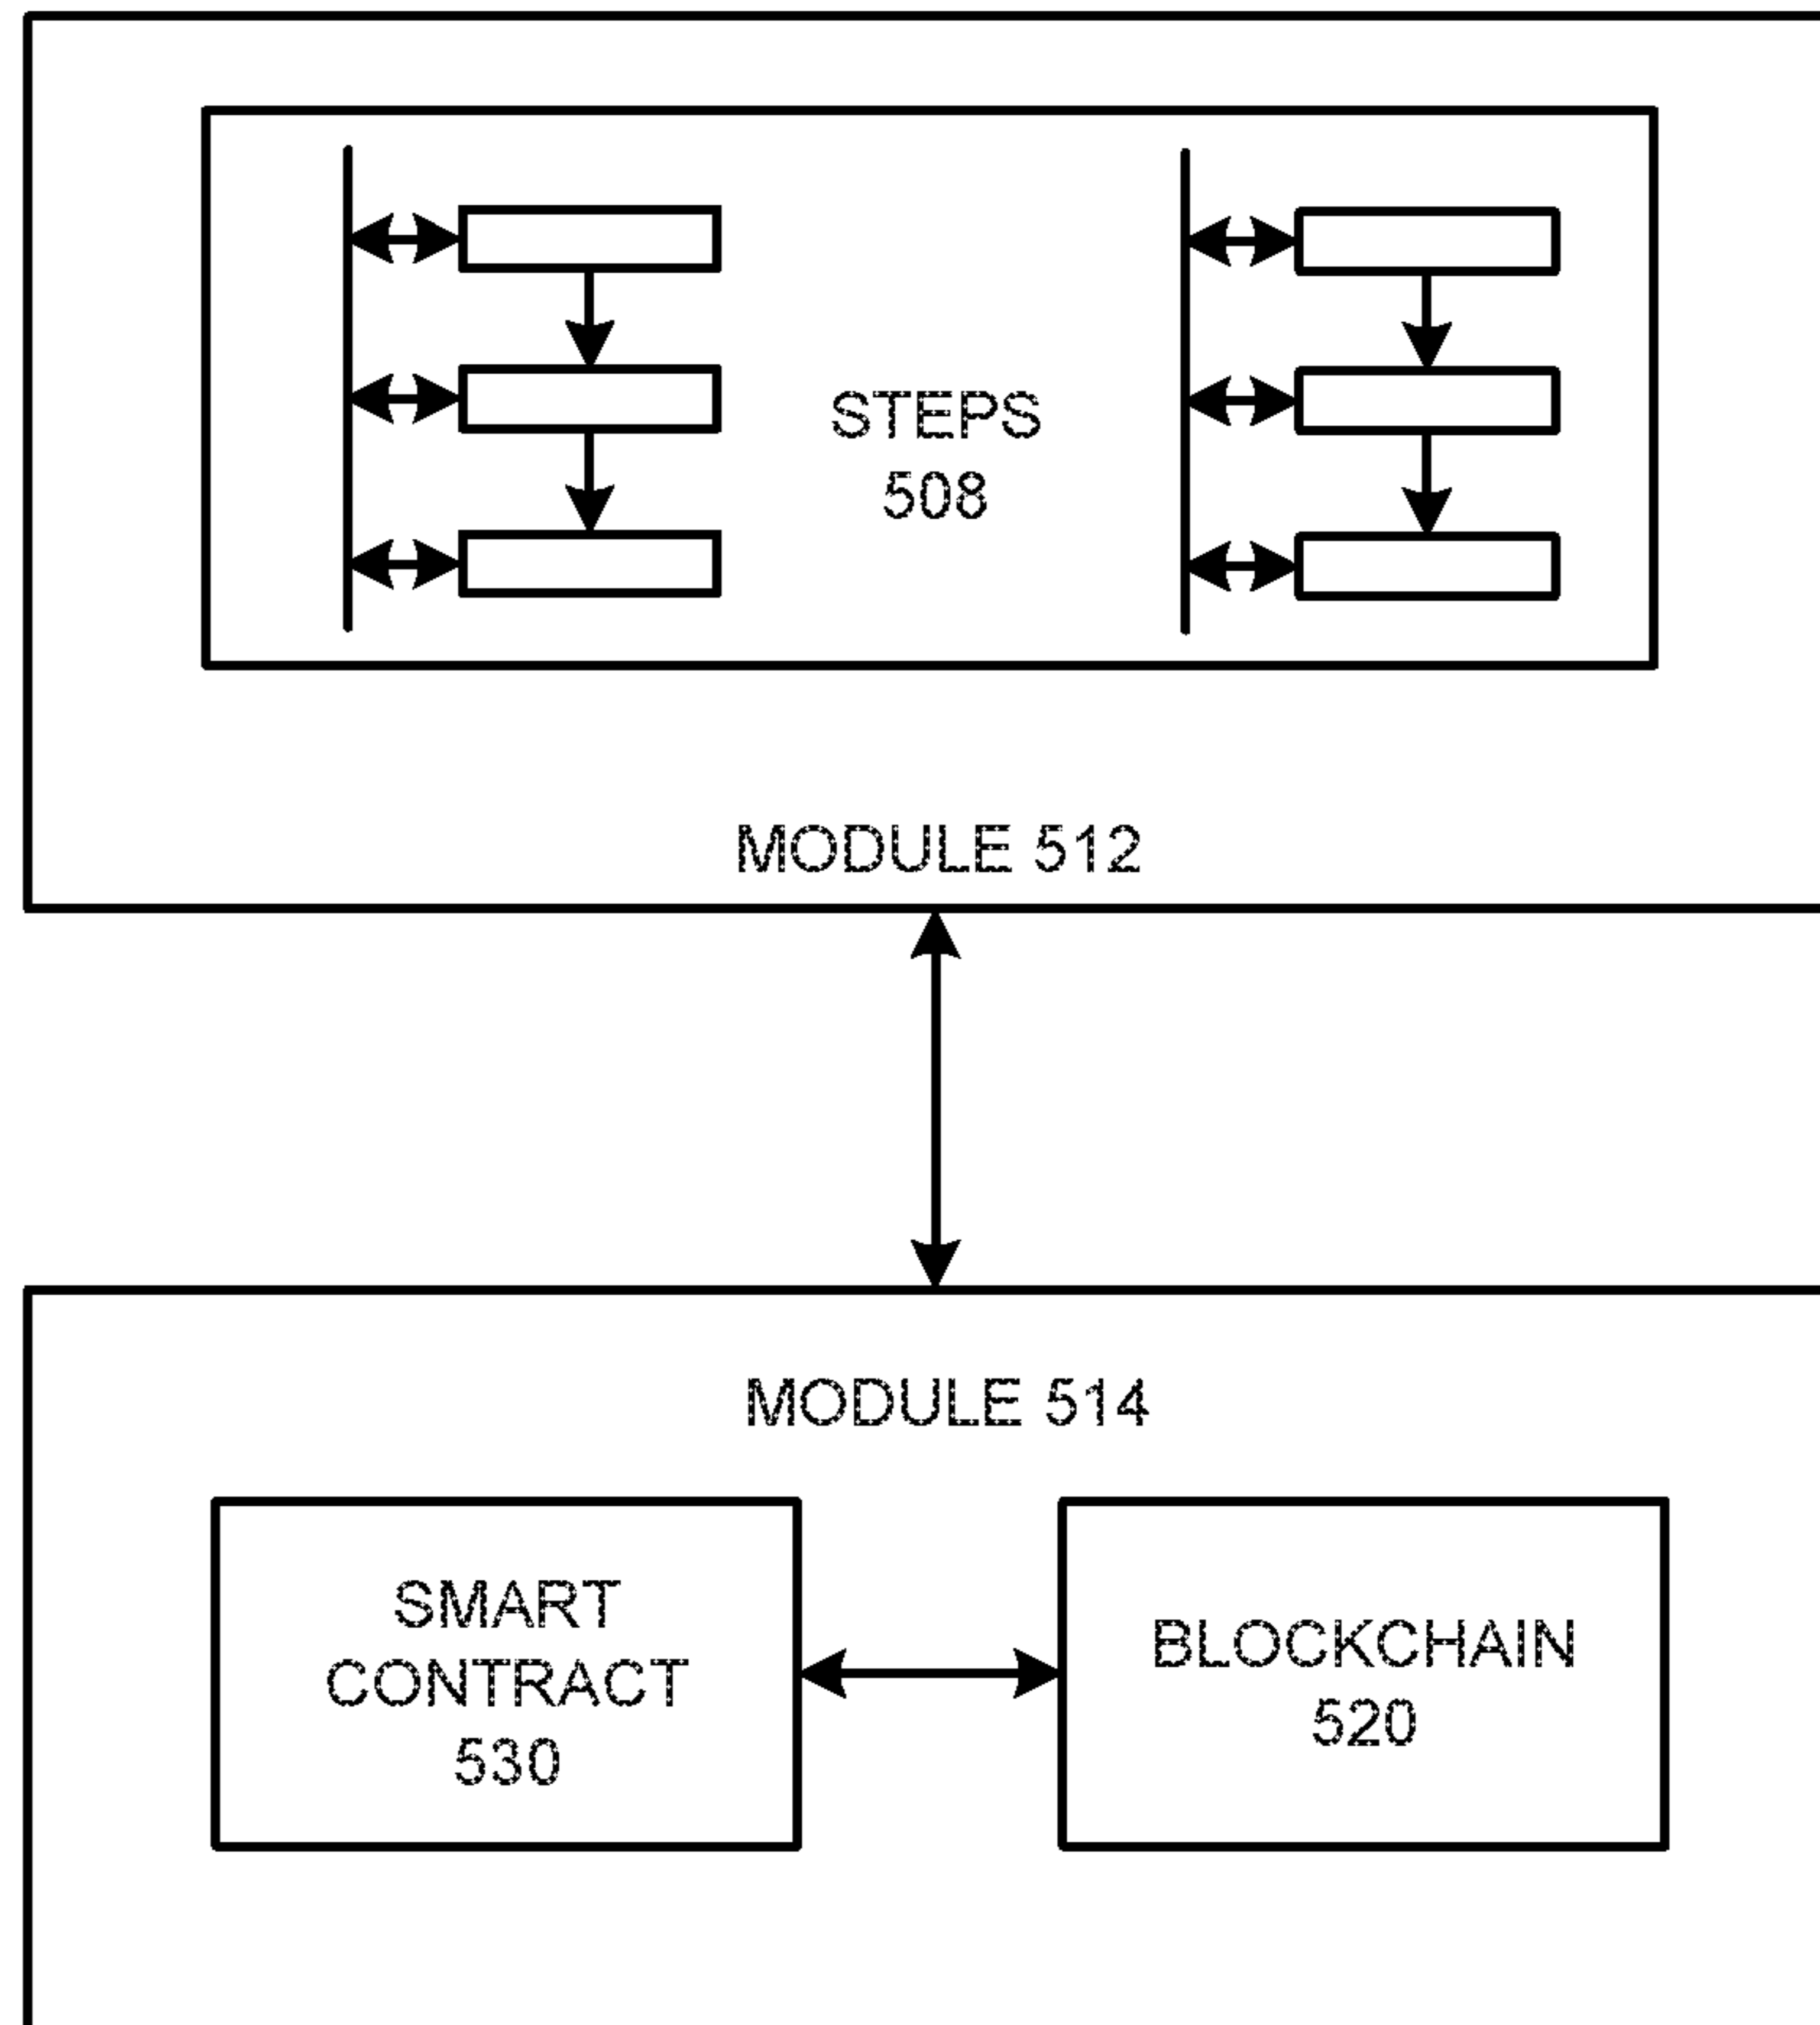 STEPS
508
MODULE 512
MODULE 514
SMART
CONTRACT
530
BLOCKCHAIN
520